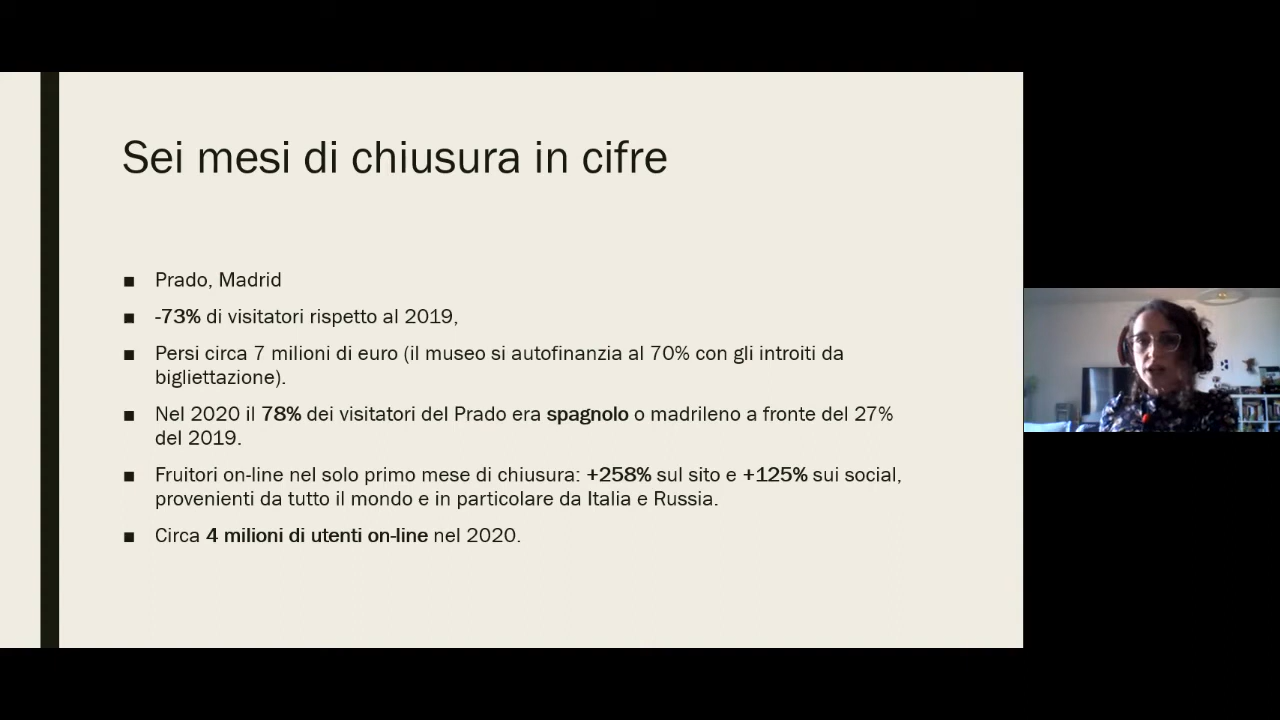 Sei mesi di chiusura in cifre
■ Prado, Madrid
■ -73% di visitatori rispetto al 2019,
■ Persi circa 7 milioni di euro (il museo si autofinanzia al 70% con gli introiti da
bigliettazione).
■ Nel 2020 il 78% dei visitatori del Prado era spagnolo o madrileno a fronte del 27%
del 2019.
■ Fruitori on-line nel solo primo mese di chiusura: +258% sul sito e +125% sui social,
provenienti da tutto il mondo e in particolare da Italia e Russia.
■ Circa 4 milioni di utenti on-line nel 2020.